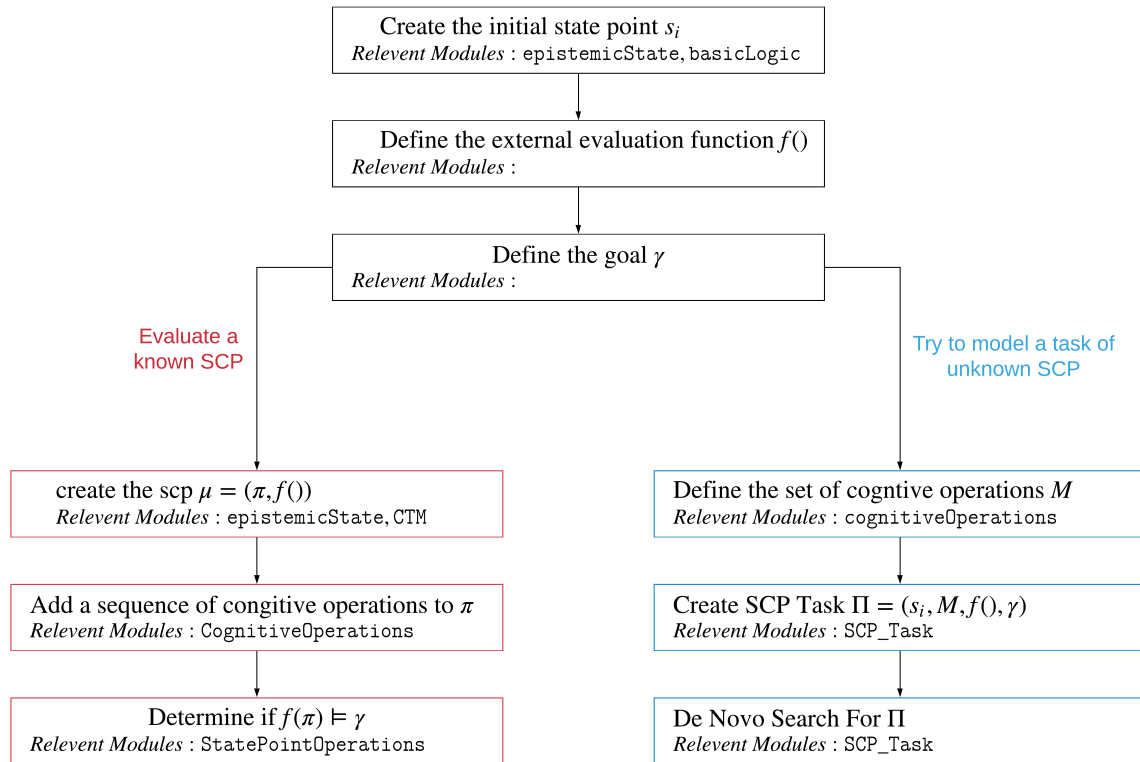 Create the initial state point sᵢ
Relevent Modules : epistemicState, basicLogic
Define the external evaluation function f()
Relevent Modules :
Define the goal γ
Relevent Modules :
Evaluate a
known SCP
Try to model a task of
unknown SCP
create the scp μ = (π, f())
Relevent Modules : epistemicState, CTM
Add a sequence of congitive operations to π
Relevent Modules : CognitiveOperations
Determine if f(π) ⊨ γ
Relevent Modules : StatePointOperations
Define the set of cogntive operations M
Relevent Modules : cognitiveOperations
Create SCP Task Π = (sᵢ, M, f(), γ)
Relevent Modules : SCP_Task
De Novo Search For Π
Relevent Modules : SCP_Task